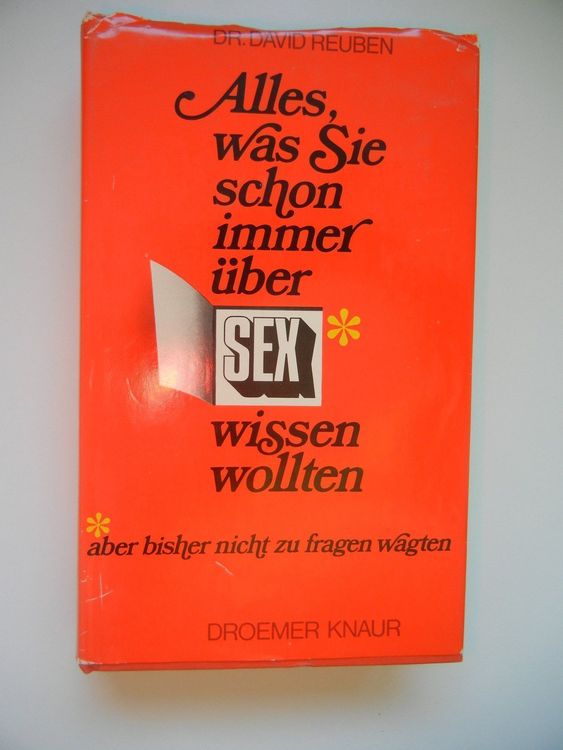 DR. DAVID REUBEN
Alles,
was Sie
schon
immer
über
SEX*
wissen
wollten
*aber bisher nicht zu fragen wagten
DROEMER KNAUR